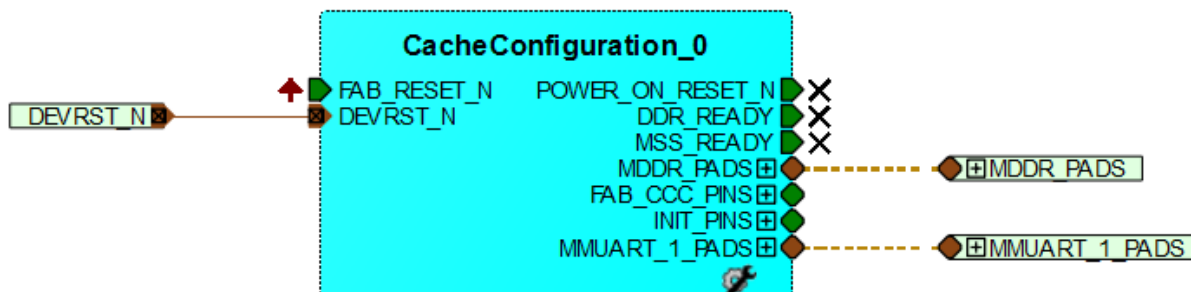 CacheConfiguration_0
FAB_RESET_N POWER_ON_RESET_N
DEVRST_N DEVRST_N DDR_READY
MSS_READY
MDDR_PADS MDDR_PADS
FAB_CCC_PINS
INIT_PINS
MMUART_1_PADS MMUART_1_PADS